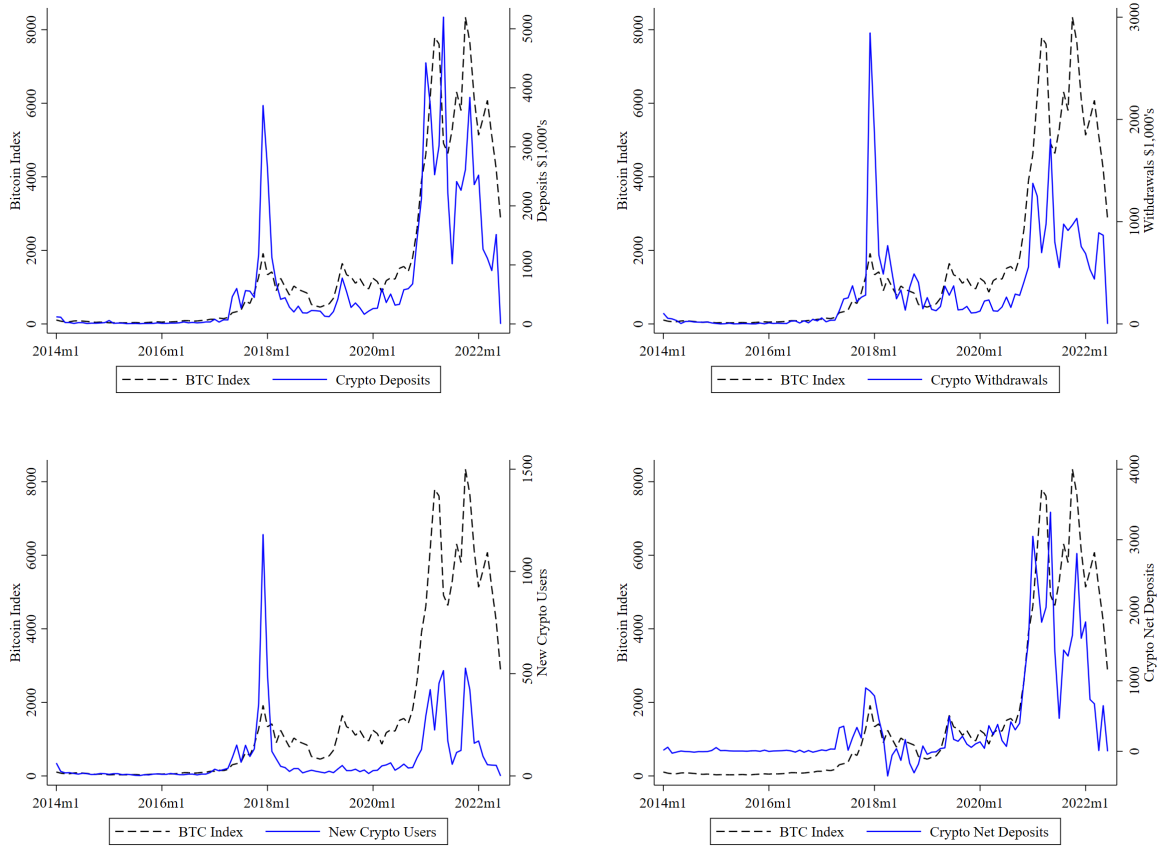 Bitcoin Index
8000
6000
4000
2000
0
5000
4000
3000
2000
1000
0
Deposits $1,000's
2014m1 2016m1 2018m1 2020m1 2022m1
BTC Index Crypto Deposits
Bitcoin Index
8000
6000
4000
2000
0
3000
2000
1000
0
Withdrawals $1,000's
2014m1 2016m1 2018m1 2020m1 2022m1
BTC Index Crypto Withdrawals
Bitcoin Index
8000
6000
4000
2000
0
1500
1000
500
0
New Crypto Users
2014m1 2016m1 2018m1 2020m1 2022m1
BTC Index New Crypto Users
Bitcoin Index
8000
6000
4000
2000
0
4000
3000
2000
1000
0
Crypto Net Deposits
2014m1 2016m1 2018m1 2020m1 2022m1
BTC Index Crypto Net Deposits